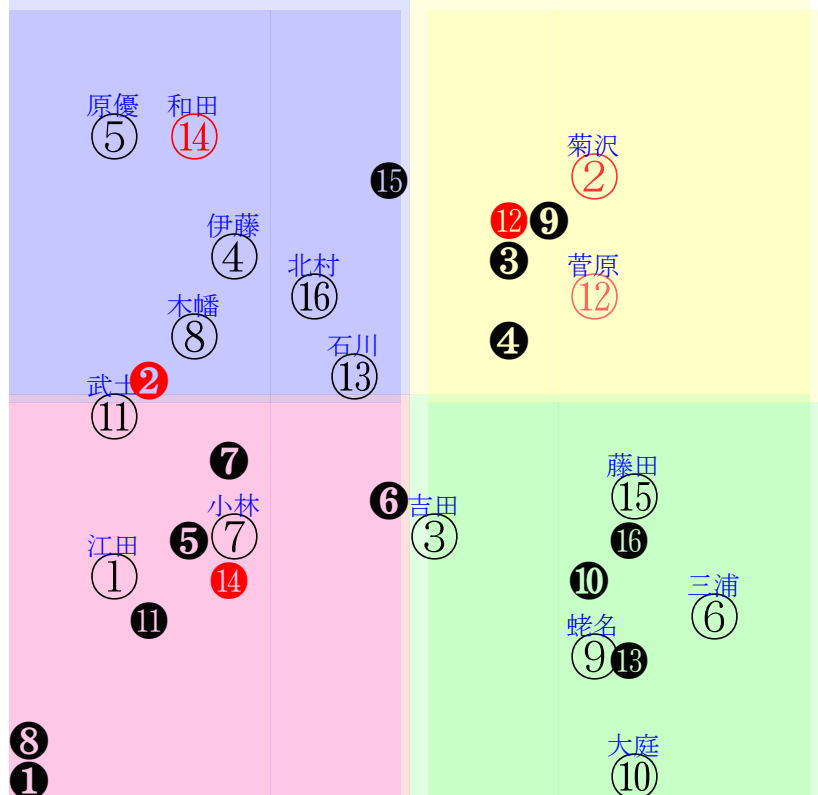 原優 和田
⑤ ⑭
菊沢
②
⓯
⓬ ❾
伊藤
④
❸
北村 菅原
⑯ ⑫
木幡
⑧
❹
石川
⑬
武士 ❷
⑪
❼
藤田
⑮
❻
小林 吉田
❺ ⑦ ③ ⓰
江田
① ⓮ ❿
三浦
⑥
⓫
蛯名
⑨ ⓭
❽
大庭
❶ ⑩